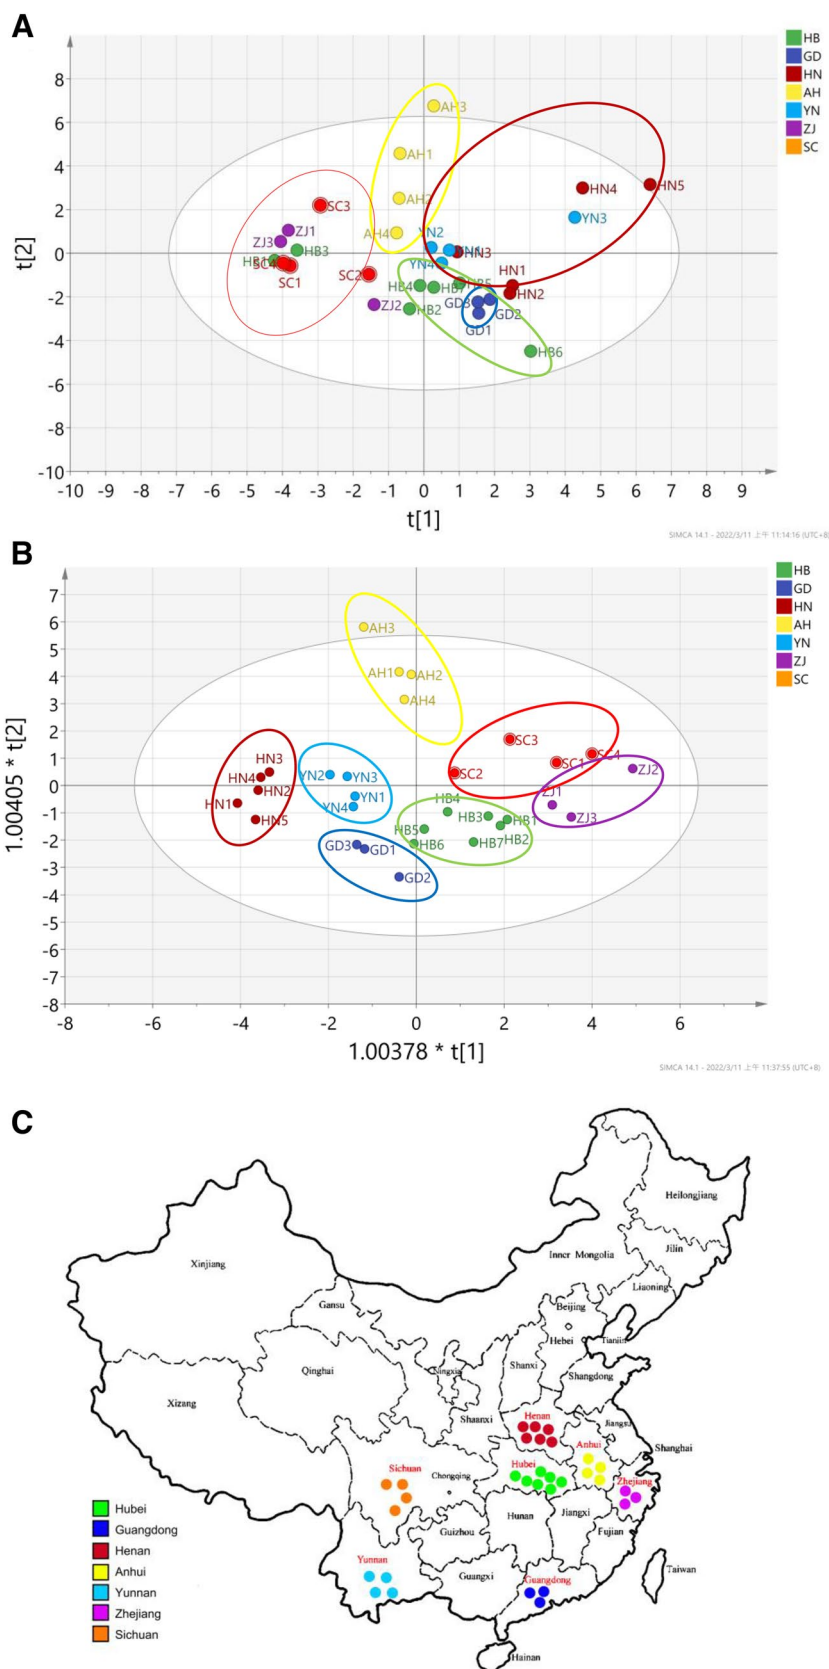 A
HB
GD
HN
AH
YN
ZJ
SC
8
6
4
2
0
-2
-4
-6
-8
-10
t[2]
AH3
AH1
AH2
AH4
HN4
HN5
YN3
SC3
ZJ1
ZJ3
HB3
HB1
SC4
SC1
SC2
ZJ2
YN2
YN1
HN3
YN4
HN1
HN2
HB4
HB7
HB5
HB2
GD3
GD2
GD1
HB6
-10 -9 -8 -7 -6 -5 -4 -3 -2 -1 0 1 2 3 4 5 6 7 8 9
t[1]
SIMCA 14.1 - 2022/3/11 上午 11:14:16 (UTC+8)
B
HB
GD
HN
AH
YN
ZJ
SC
7
6
5
4
3
2
1
0
-1
-2
-3
-4
-5
-6
-7
-8
1.00405 * t[2]
AH3
AH1
AH2
AH4
SC3
SC4
SC1
SC2
ZJ2
ZJ1
ZJ3
HN3
HN4
HN2
HN1
HN5
YN2
YN3
YN1
YN4
HB4
HB3
HB1
HB5
HB2
HB6
HB7
GD3
GD1
GD2
-8 -6 -4 -2 0 2 4 6
1.00378 * t[1]
SIMCA 14.1 - 2022/3/11 上午 11:37:55 (UTC+8)
C
Heilongjiang
Jilin
Inner Mongolia
Xinjiang
Liaoning
Gansu
Beijing
Hebei
Tianjin
Shanxi
Qinghai
Ningxia
Shangdong
Xizang
Shaanxi
Henan
Jiangsu
Anhui
Shanghai
Sichuan
Chongqing
Hubei
Zhejiang
Hunan
Jiangxi
Guizhou
Fujian
Yunnan
Guangxi
Guangdong
Taiwan
Hainan
Hubei
Guangdong
Henan
Anhui
Yunnan
Zhejiang
Sichuan